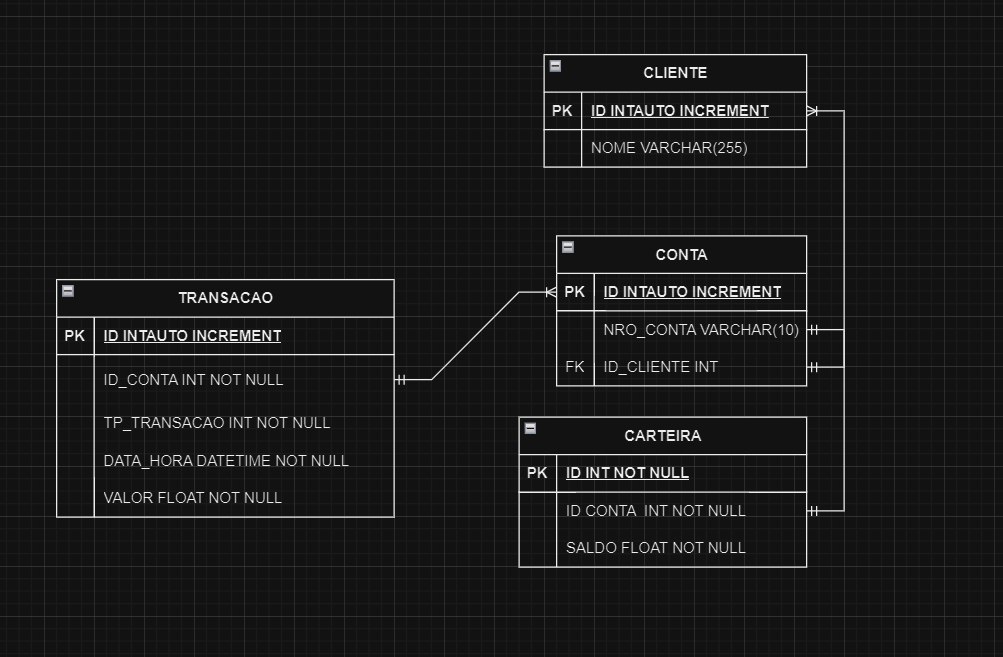 CLIENTE
PK ID INTAUTO INCREMENT
NOME VARCHAR(255)
CONTA
PK ID INTAUTO INCREMENT
NRO_CONTA VARCHAR(10)
FK ID_CLIENTE INT
TRANSACAO
PK ID INTAUTO INCREMENT
ID_CONTA INT NOT NULL
TP_TRANSACAO INT NOT NULL
DATA_HORA DATETIME NOT NULL
VALOR FLOAT NOT NULL
CARTEIRA
PK ID INT NOT NULL
ID CONTA  INT NOT NULL
SALDO FLOAT NOT NULL